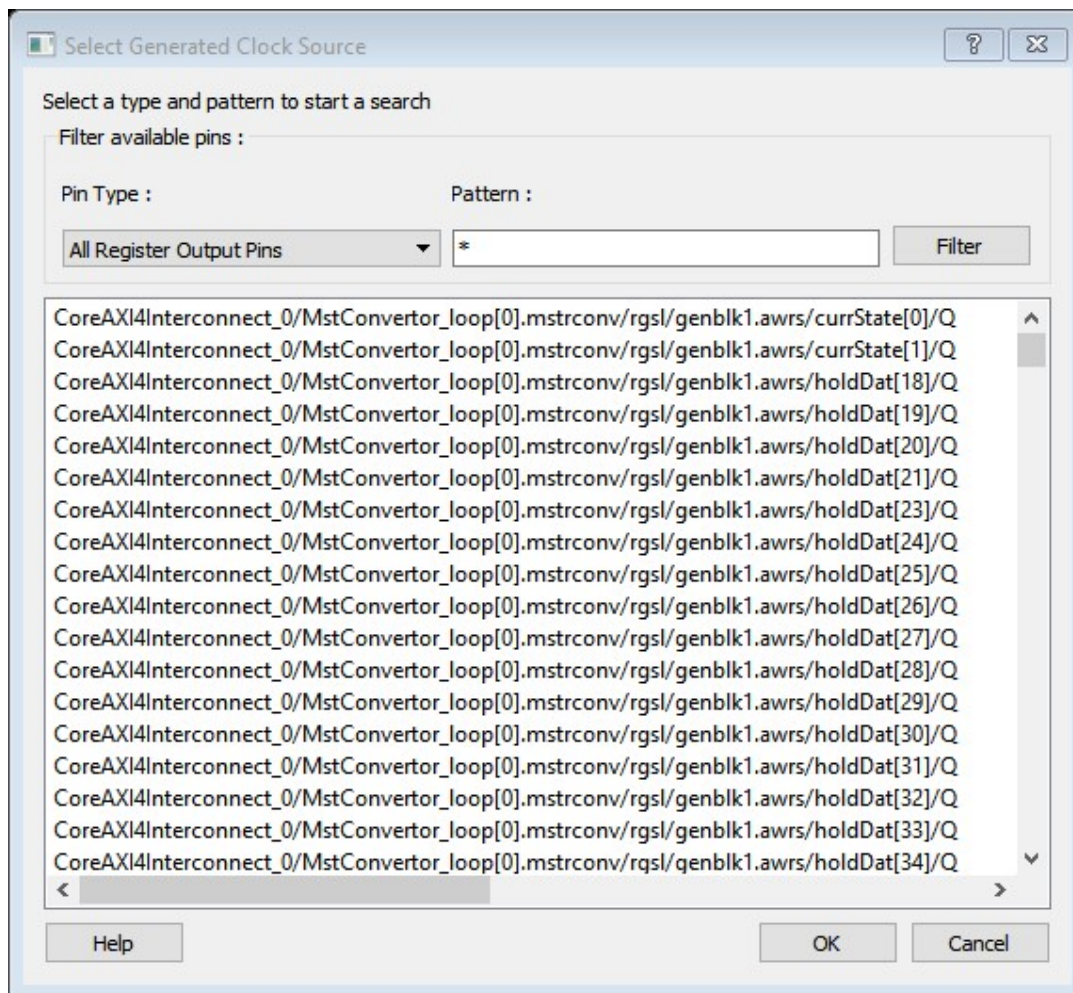 Select Generated Clock Source
Select a type and pattern to start a search
Filter available pins :
Pin Type :
Pattern :
All Register Output Pins
*
Filter
CoreAXI4Interconnect_0/MstConvertor_loop[0].mstrconv/rgsl/genblk1.awrs/currState[0]/Q
CoreAXI4Interconnect_0/MstConvertor_loop[0].mstrconv/rgsl/genblk1.awrs/currState[1]/Q
CoreAXI4Interconnect_0/MstConvertor_loop[0].mstrconv/rgsl/genblk1.awrs/holdDat[18]/Q
CoreAXI4Interconnect_0/MstConvertor_loop[0].mstrconv/rgsl/genblk1.awrs/holdDat[19]/Q
CoreAXI4Interconnect_0/MstConvertor_loop[0].mstrconv/rgsl/genblk1.awrs/holdDat[20]/Q
CoreAXI4Interconnect_0/MstConvertor_loop[0].mstrconv/rgsl/genblk1.awrs/holdDat[21]/Q
CoreAXI4Interconnect_0/MstConvertor_loop[0].mstrconv/rgsl/genblk1.awrs/holdDat[23]/Q
CoreAXI4Interconnect_0/MstConvertor_loop[0].mstrconv/rgsl/genblk1.awrs/holdDat[24]/Q
CoreAXI4Interconnect_0/MstConvertor_loop[0].mstrconv/rgsl/genblk1.awrs/holdDat[25]/Q
CoreAXI4Interconnect_0/MstConvertor_loop[0].mstrconv/rgsl/genblk1.awrs/holdDat[26]/Q
CoreAXI4Interconnect_0/MstConvertor_loop[0].mstrconv/rgsl/genblk1.awrs/holdDat[27]/Q
CoreAXI4Interconnect_0/MstConvertor_loop[0].mstrconv/rgsl/genblk1.awrs/holdDat[28]/Q
CoreAXI4Interconnect_0/MstConvertor_loop[0].mstrconv/rgsl/genblk1.awrs/holdDat[29]/Q
CoreAXI4Interconnect_0/MstConvertor_loop[0].mstrconv/rgsl/genblk1.awrs/holdDat[30]/Q
CoreAXI4Interconnect_0/MstConvertor_loop[0].mstrconv/rgsl/genblk1.awrs/holdDat[31]/Q
CoreAXI4Interconnect_0/MstConvertor_loop[0].mstrconv/rgsl/genblk1.awrs/holdDat[32]/Q
CoreAXI4Interconnect_0/MstConvertor_loop[0].mstrconv/rgsl/genblk1.awrs/holdDat[33]/Q
CoreAXI4Interconnect_0/MstConvertor_loop[0].mstrconv/rgsl/genblk1.awrs/holdDat[34]/Q
Help
OK
Cancel